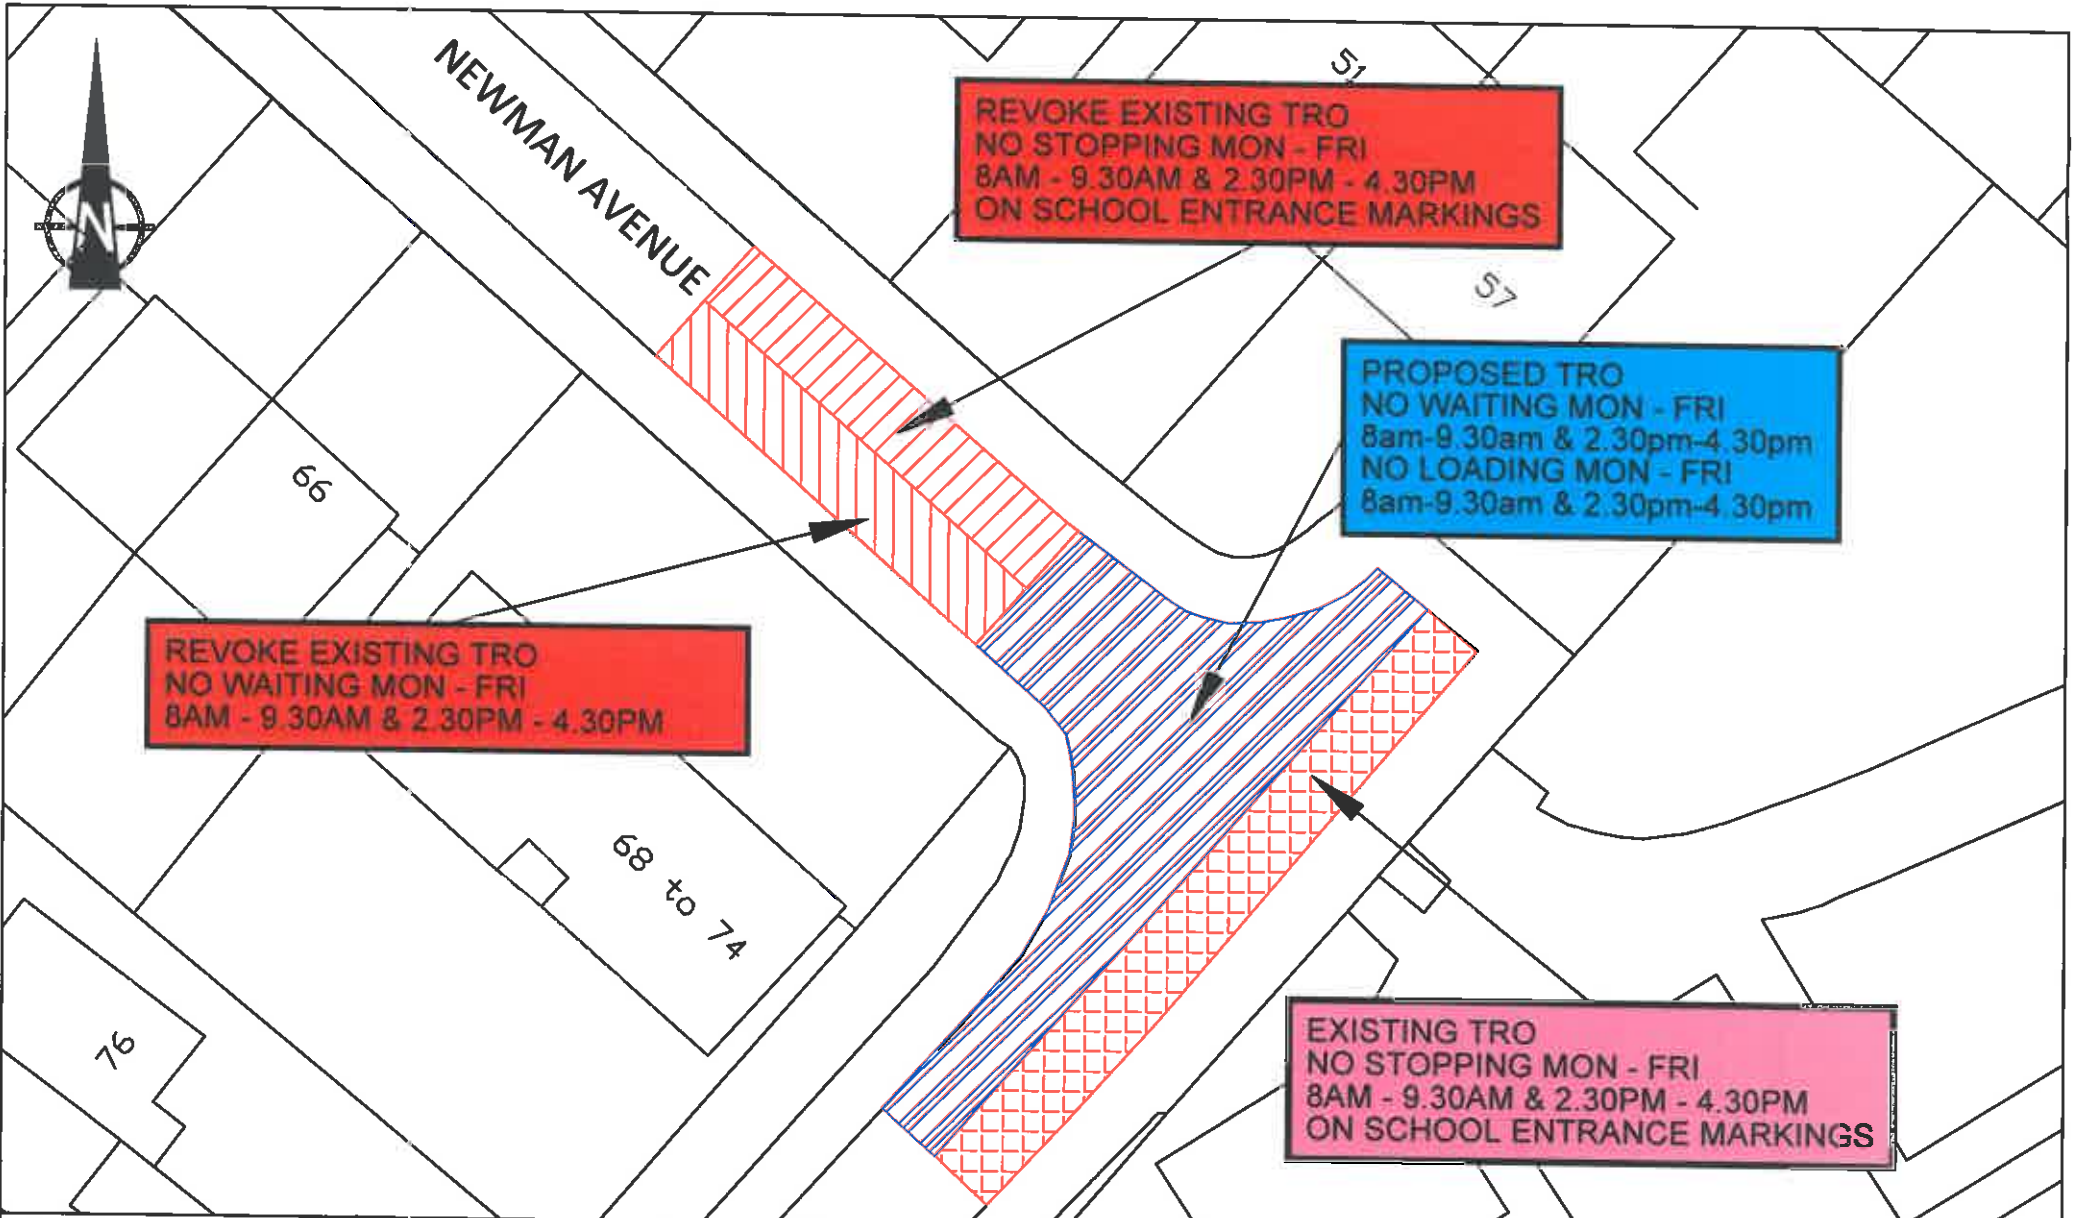 NEWMAN AVENUE
51
REVOKE EXISTING TRO
NO STOPPING MON - FRI
8AM - 9.30AM & 2.30PM - 4.30PM
ON SCHOOL ENTRANCE MARKINGS
N
57
PROPOSED TRO
NO WAITING MON - FRI
8am-9.30am & 2.30pm-4.30pm
NO LOADING MON - FRI
8am-9.30am & 2.30pm-4.30pm
66
REVOKE EXISTING TRO
NO WAITING MON - FRI
8AM - 9.30AM & 2.30PM - 4.30PM
68 to 74
76
EXISTING TRO
NO STOPPING MON - FRI
8AM - 9.30AM & 2.30PM - 4.30PM
ON SCHOOL ENTRANCE MARKINGS